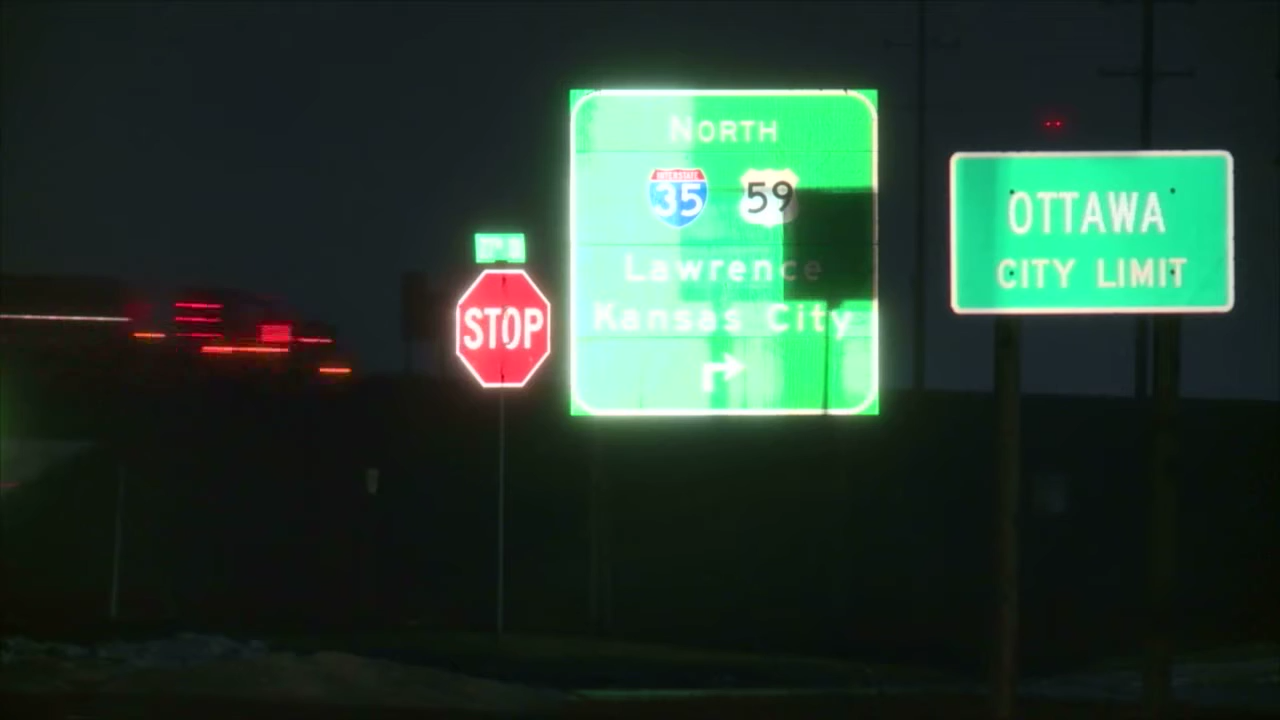 NORTH
INTERSTATE
35
59
Lawrence
Kansas City
STOP
OTTAWA
CITY LIMIT